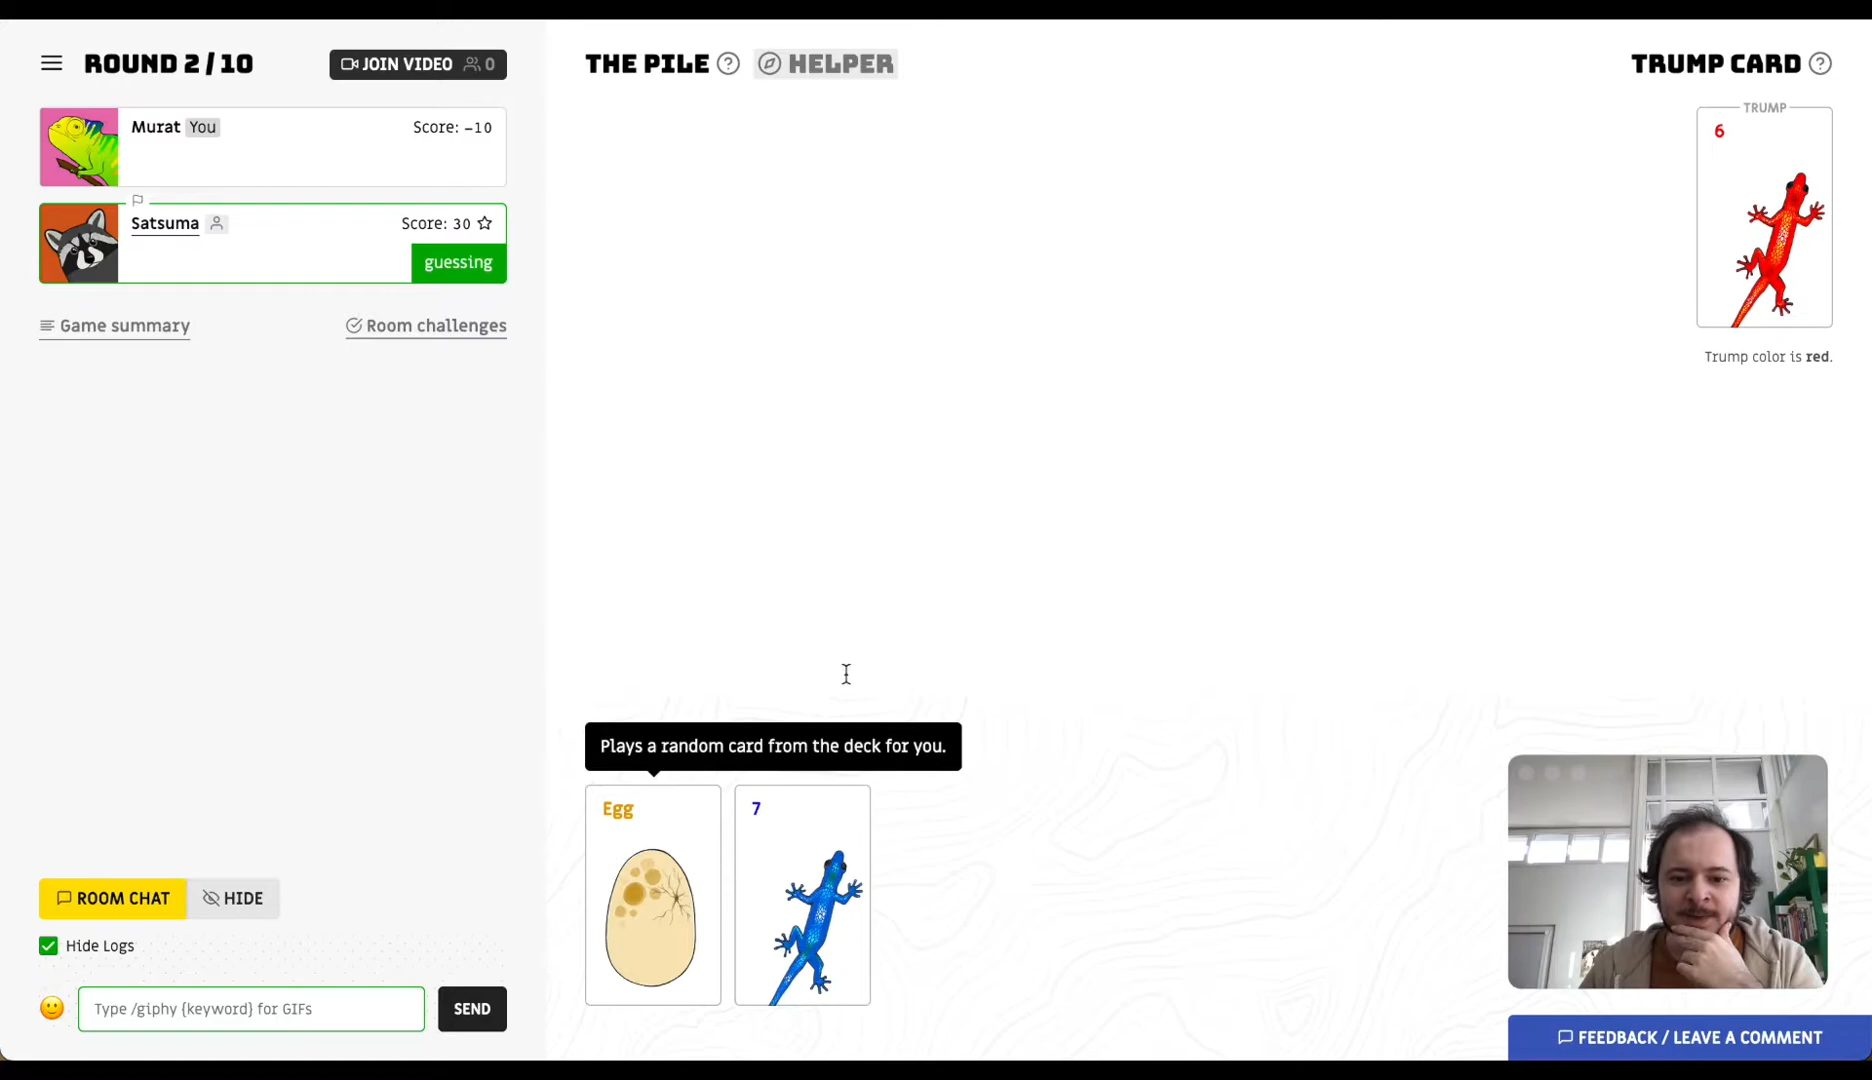 ROUND 2 / 10
JOIN VIDEO 0
Murat You
Score: -10
Satsuma
Score: 30
guessing
Game summary
Room challenges
ROOM CHAT
HIDE
Hide Logs
Type /giphy {keyword} for GIFs
SEND
THE PILE
HELPER
TRUMP CARD
TRUMP
6
Trump color is red.
Plays a random card from the deck for you.
Egg
7
FEEDBACK / LEAVE A COMMENT